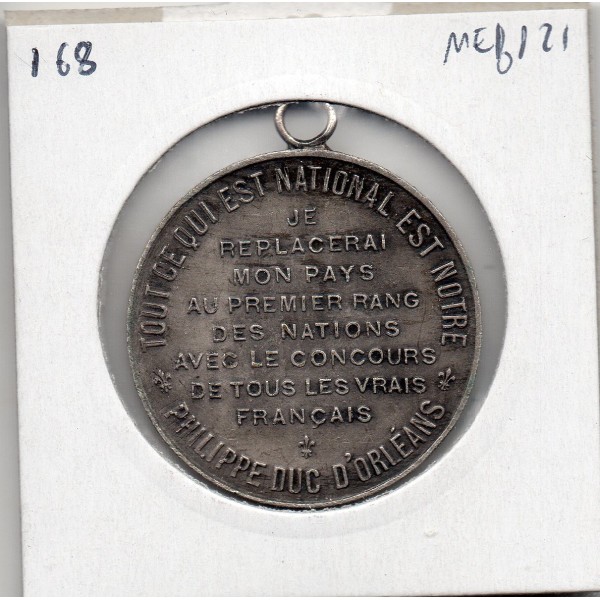 168
MEB121
TOUT CE QUI EST NATIONAL EST NOTRE
JE
REPLACERAI
MON PAYS
AU PREMIER RANG
DES NATIONS
AVEC LE CONCOURS
DE TOUS LES VRAIS
FRANÇAIS
PHILIPPE DUC D'ORLÉANS